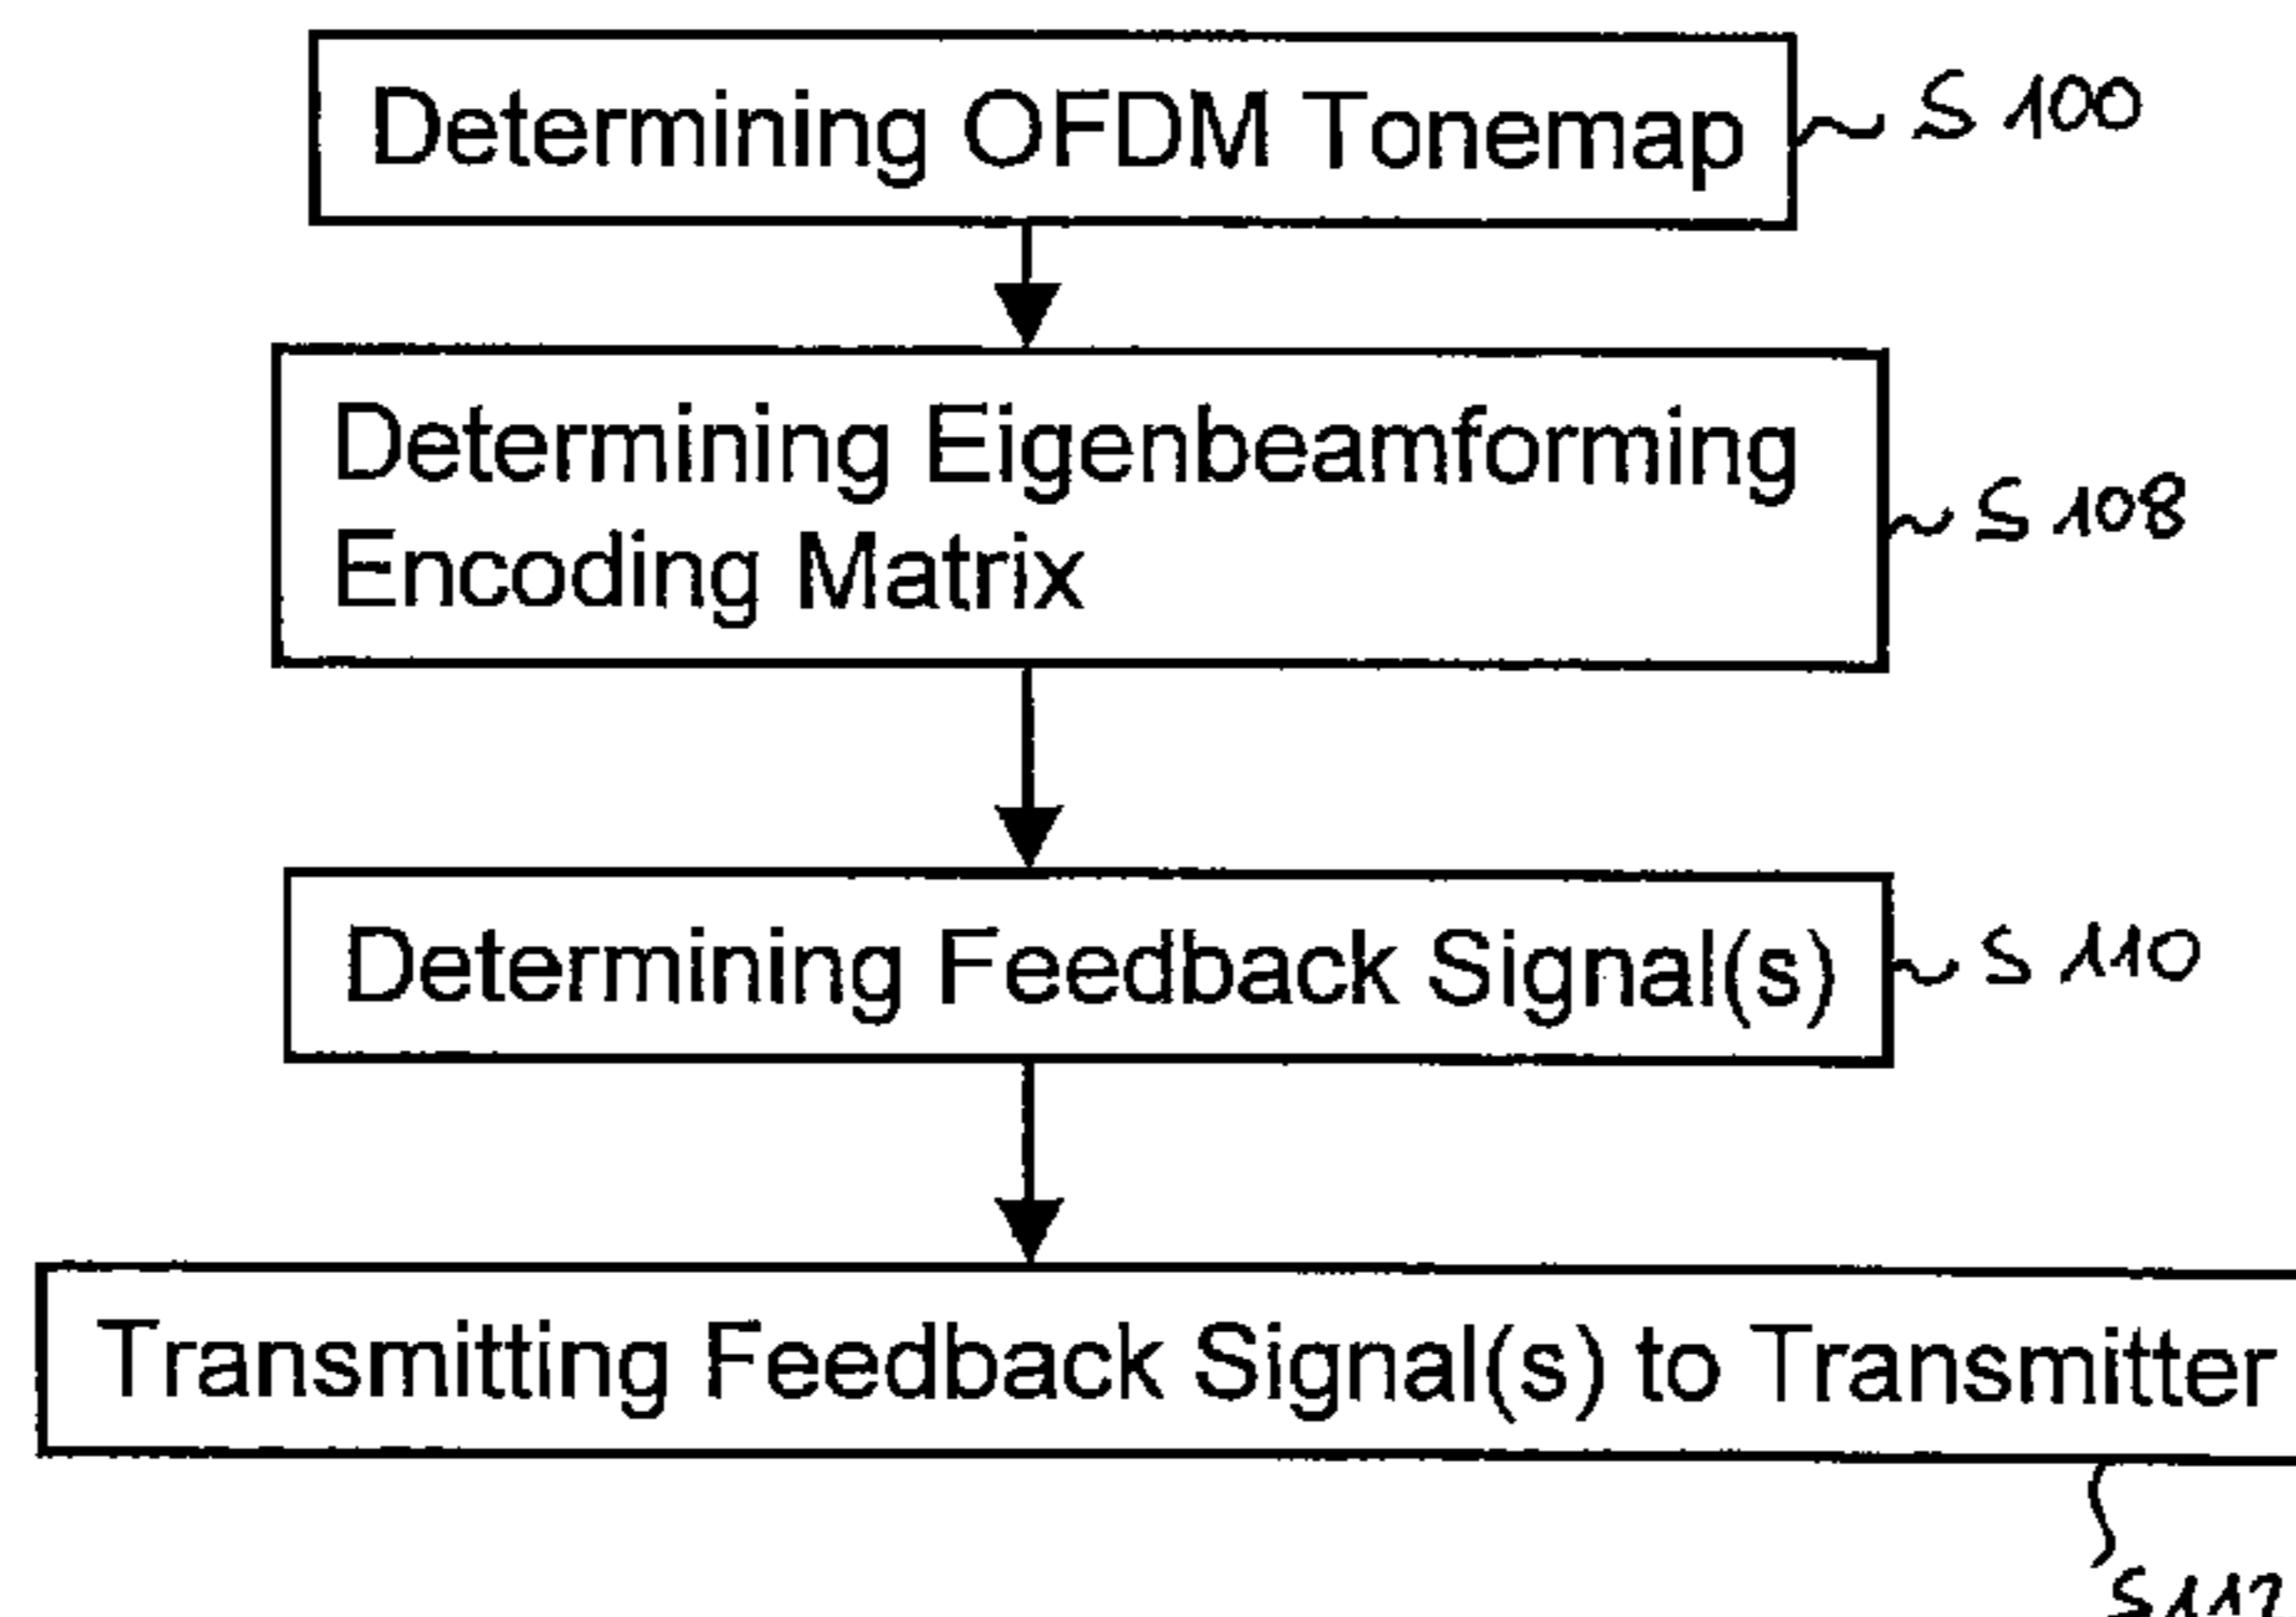 Determining OFDM Tonemap
S 100
Determining Eigenbeamforming
Encoding Matrix
S 108
Determining Feedback Signal(s)
S 110
Transmitting Feedback Signal(s) to Transmitter